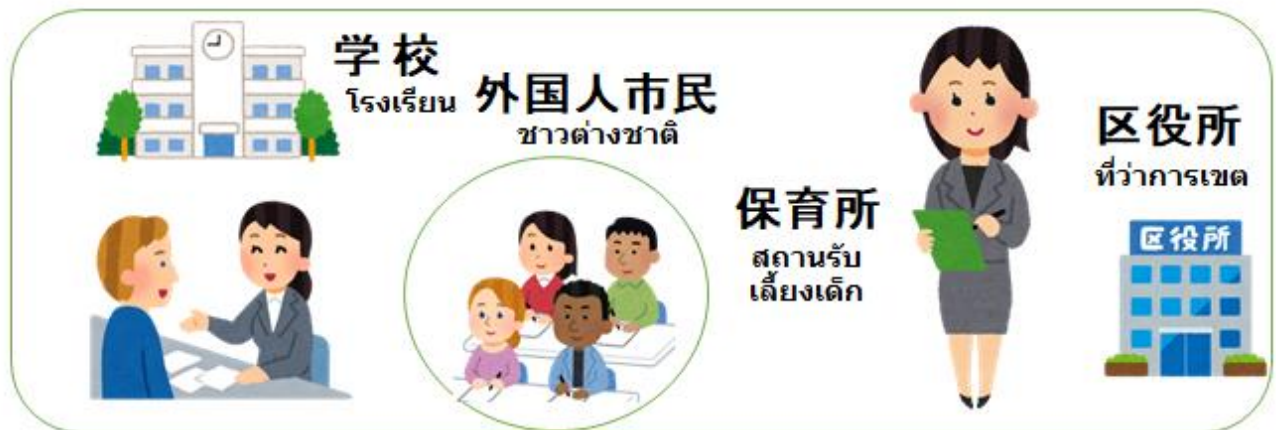 学校
โรงเรียน
外国人市民
ชาวต่างชาติ
保育所
สถานรับ
เลี้ยงเด็ก
区役所
ที่ว่าการเขต
区役所